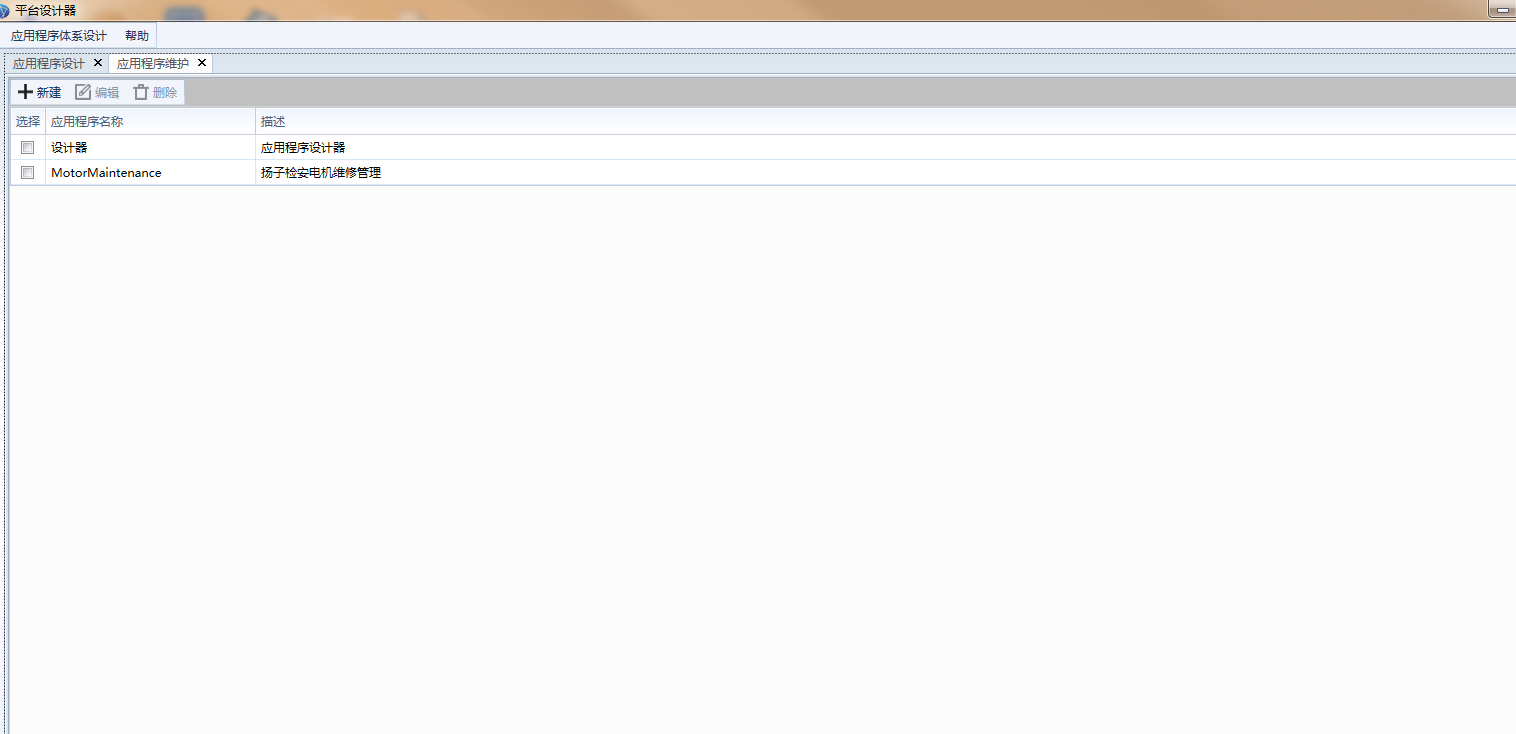 平台设计器
应用程序体系设计 帮助
应用程序设计 应用程序维护
新建 编辑 删除
选择 应用程序名称 描述
设计器 应用程序设计器
MotorMaintenance 扬子检安电机维修管理